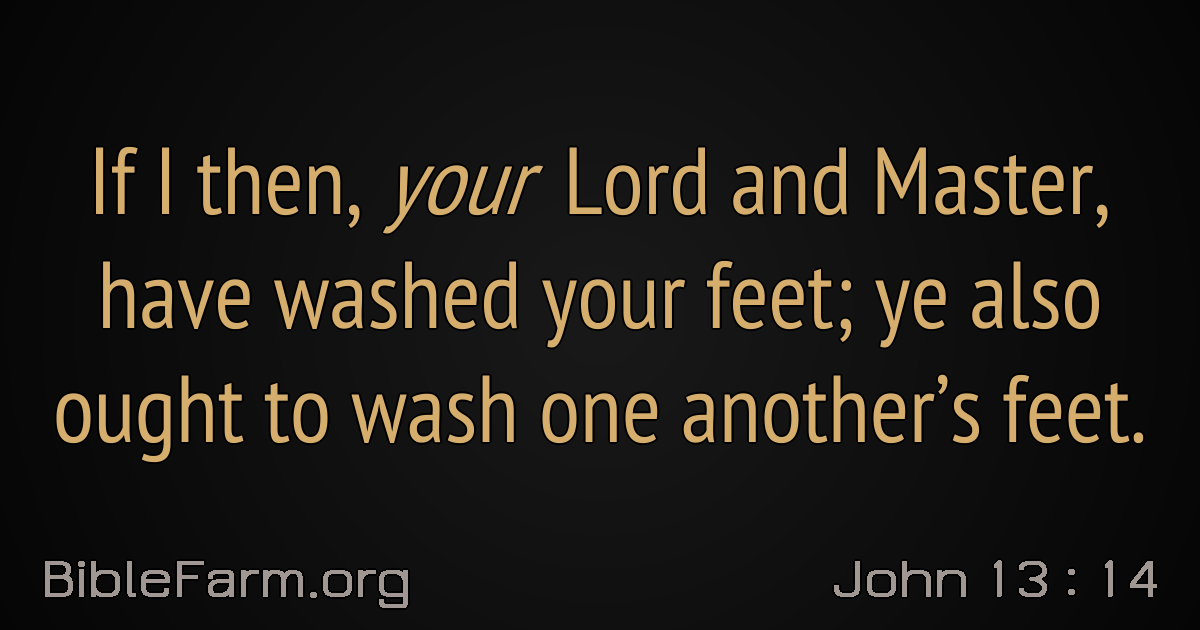 If I then, your Lord and Master,
have washed your feet; ye also
ought to wash one another’s feet.
BibleFarm.org
John 13 : 14